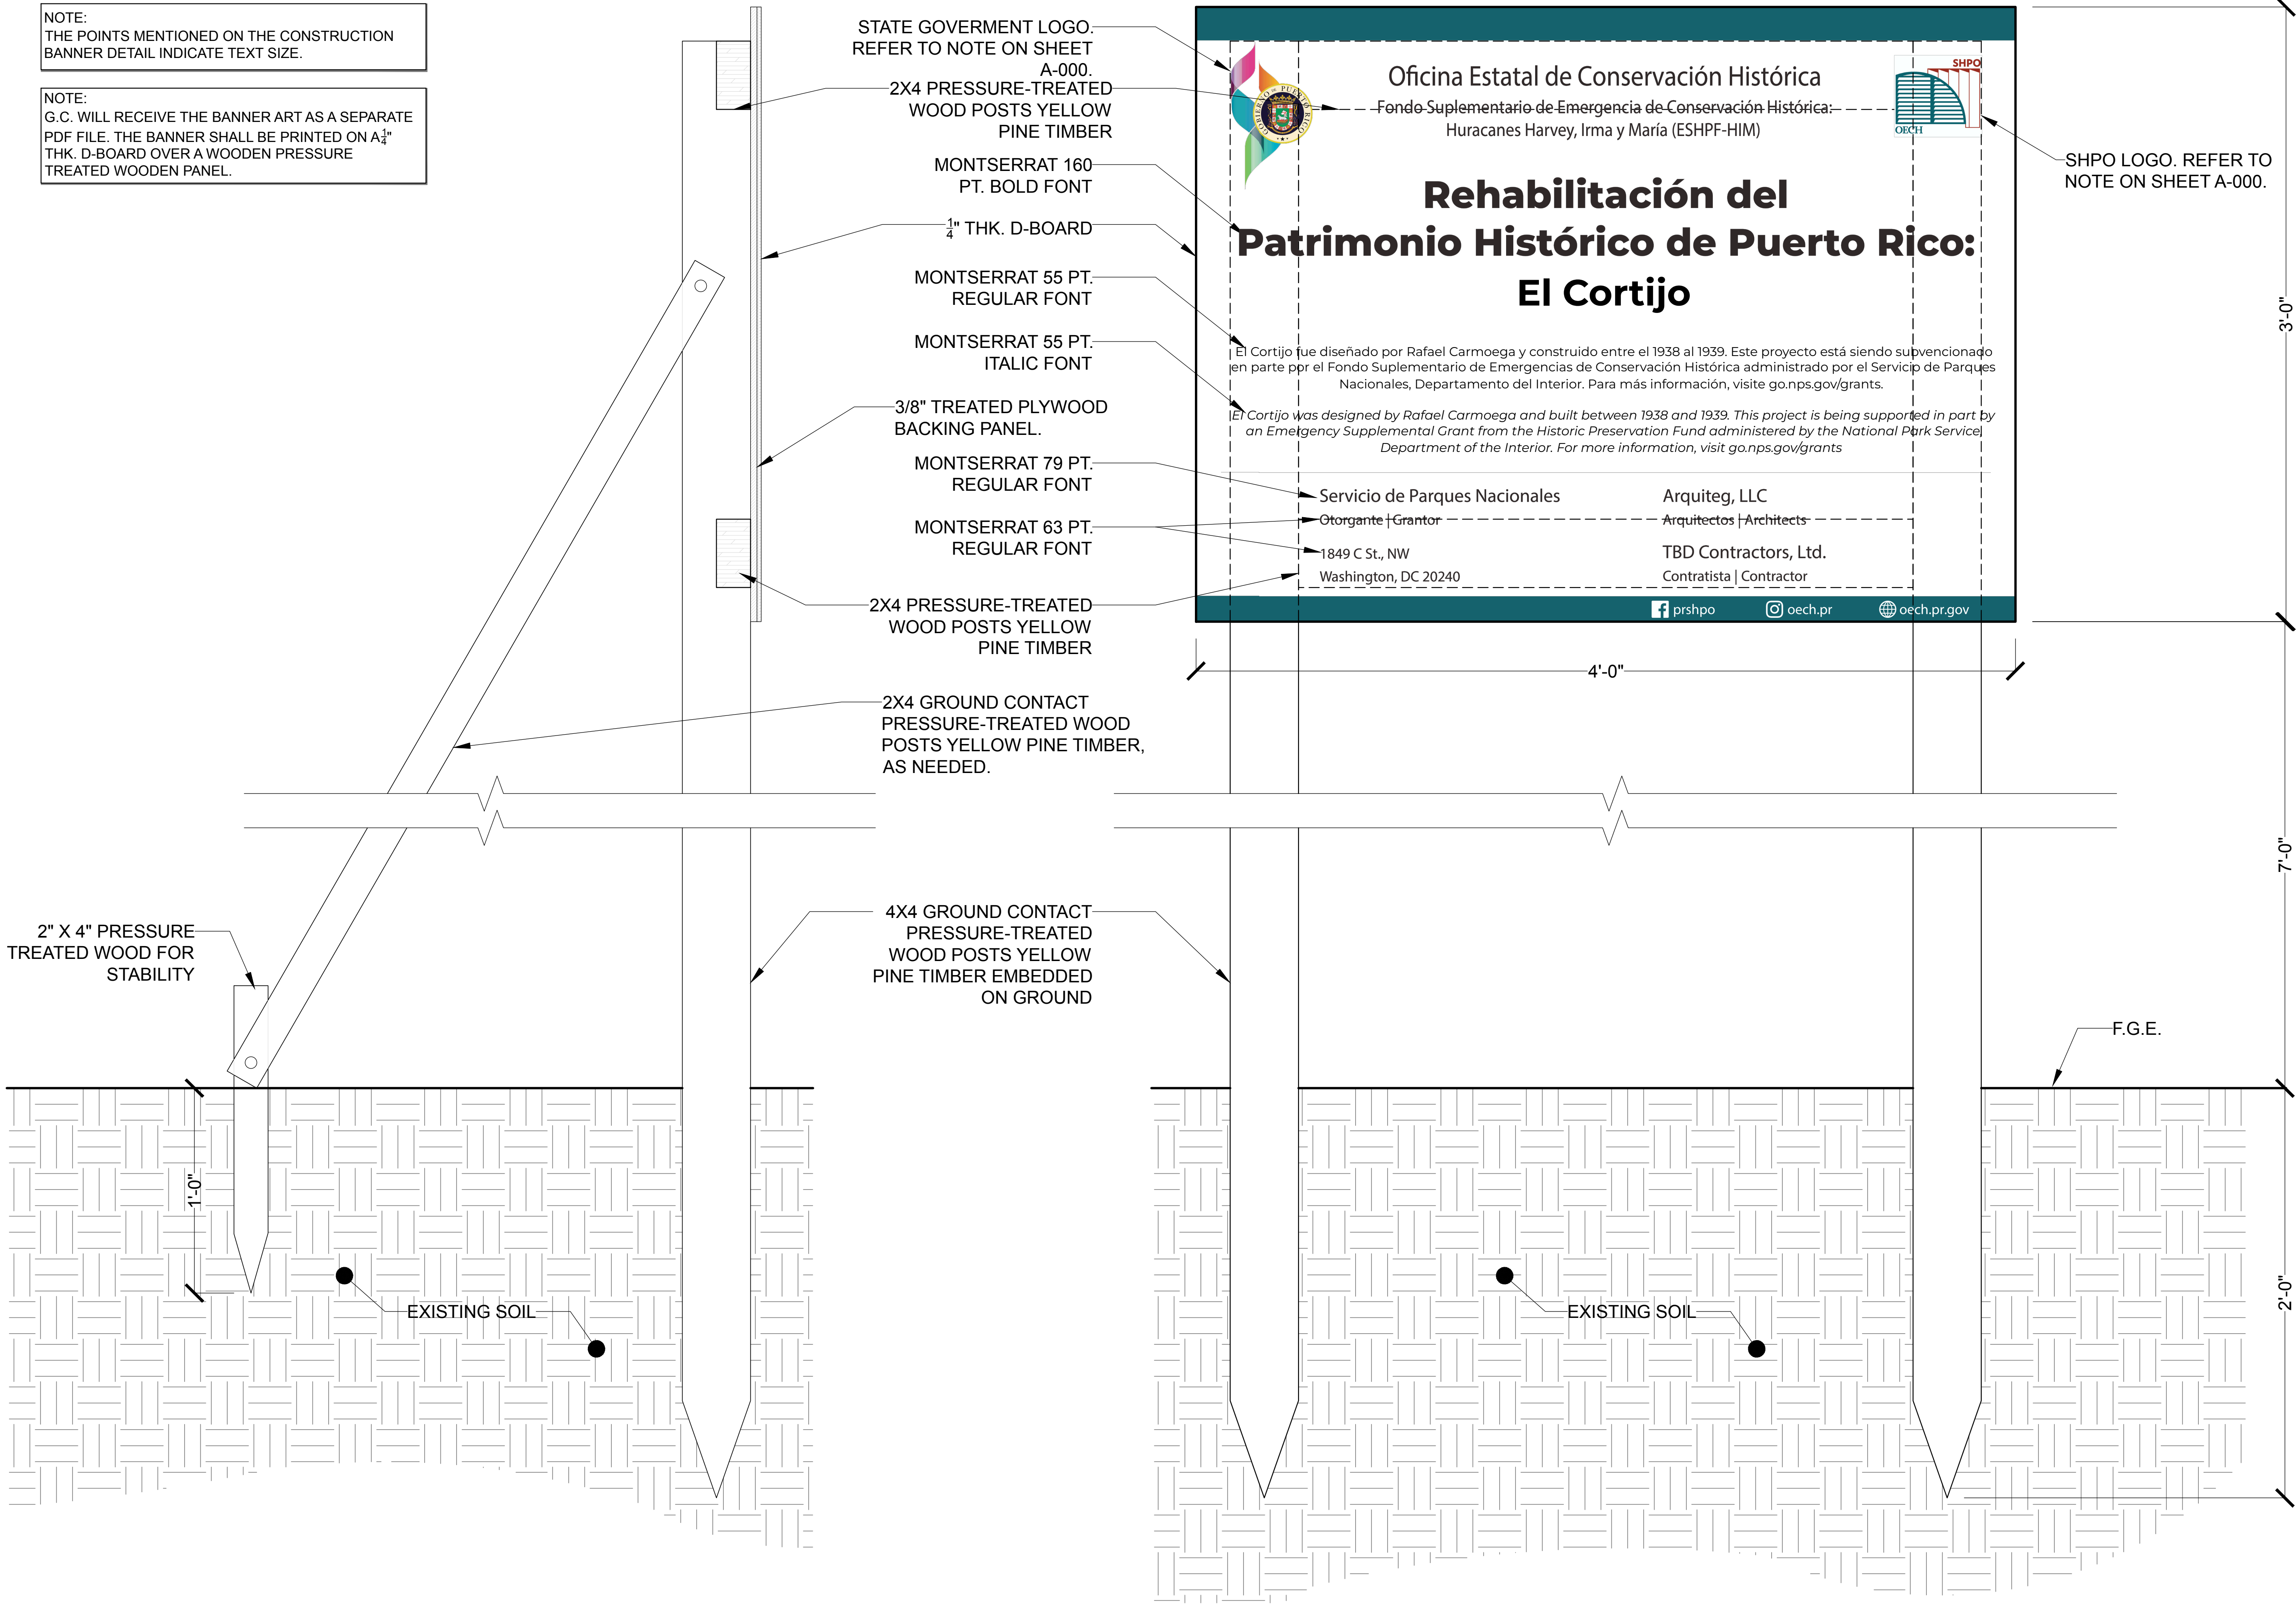 NOTE:
THE POINTS MENTIONED ON THE CONSTRUCTION
BANNER DETAIL INDICATE TEXT SIZE.
NOTE:
G.C. WILL RECEIVE THE BANNER ART AS A SEPARATE
PDF FILE. THE BANNER SHALL BE PRINTED ON A 1/4"
THK. D-BOARD OVER A WOODEN PRESSURE
TREATED WOODEN PANEL.
STATE GOVERMENT LOGO.
REFER TO NOTE ON SHEET
A-000.
2X4 PRESSURE-TREATED
WOOD POSTS YELLOW
PINE TIMBER
MONTSERRAT 160
PT. BOLD FONT
1/4" THK. D-BOARD
MONTSERRAT 55 PT.
REGULAR FONT
MONTSERRAT 55 PT.
ITALIC FONT
3/8" TREATED PLYWOOD
BACKING PANEL.
MONTSERRAT 79 PT.
REGULAR FONT
MONTSERRAT 63 PT.
REGULAR FONT
2X4 PRESSURE-TREATED
WOOD POSTS YELLOW
PINE TIMBER
2X4 GROUND CONTACT
PRESSURE-TREATED WOOD
POSTS YELLOW PINE TIMBER,
AS NEEDED.
4X4 GROUND CONTACT
PRESSURE-TREATED
WOOD POSTS YELLOW
PINE TIMBER EMBEDDED
ON GROUND
2" X 4" PRESSURE
TREATED WOOD FOR
STABILITY
1'-0"
EXISTING SOIL
GOBIERNO DE PUERTO RICO
Oficina Estatal de Conservación Histórica
Fondo Suplementario de Emergencia de Conservación Histórica:
Huracanes Harvey, Irma y María (ESHPF-HIM)
SHPO
OECH
Rehabilitación del
Patrimonio Histórico de Puerto Rico:
El Cortijo
El Cortijo fue diseñado por Rafael Carmoega y construido entre el 1938 al 1939. Este proyecto está siendo subvencionado
en parte por el Fondo Suplementario de Emergencias de Conservación Histórica administrado por el Servicio de Parques
Nacionales, Departamento del Interior. Para más información, visite go.nps.gov/grants.
El Cortijo was designed by Rafael Carmoega and built between 1938 and 1939. This project is being supported in part by
an Emergency Supplemental Grant from the Historic Preservation Fund administered by the National Park Service,
Department of the Interior. For more information, visit go.nps.gov/grants
Servicio de Parques Nacionales
Otorgante | Grantor
1849 C St., NW
Washington, DC 20240
Arquiteg, LLC
Arquitectos | Architects
TBD Contractors, Ltd.
Contratista | Contractor
prshpo
oech.pr
oech.pr.gov
SHPO LOGO. REFER TO
NOTE ON SHEET A-000.
3'-0"
4'-0"
7'-0"
F.G.E.
EXISTING SOIL
2'-0"